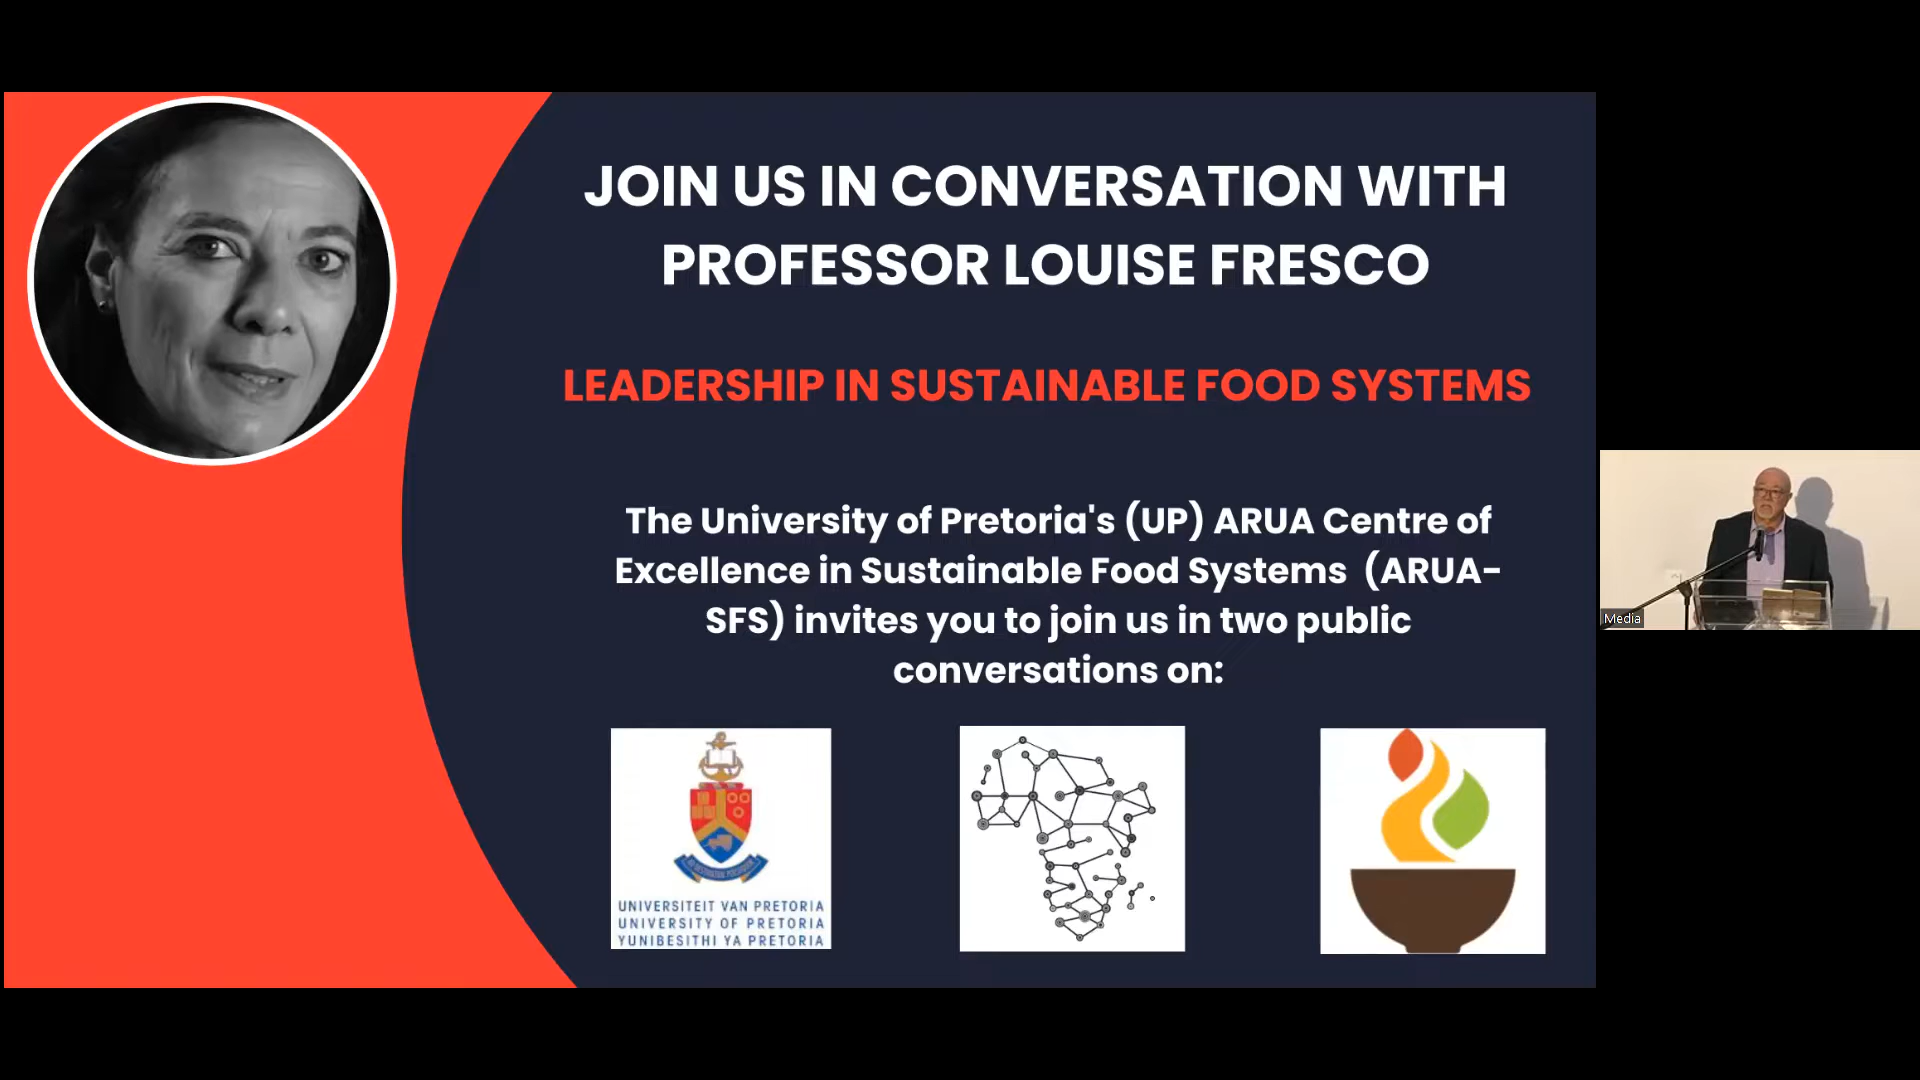 JOIN US IN CONVERSATION WITH
PROFESSOR LOUISE FRESCO
LEADERSHIP IN SUSTAINABLE FOOD SYSTEMS
The University of Pretoria's (UP) ARUA Centre of
Excellence in Sustainable Food Systems (ARUA-
SFS) invites you to join us in two public
conversations on:
UNIVERSITEIT VAN PRETORIA
UNIVERSITY OF PRETORIA
YUNIBESITHI YA PRETORIA
Media